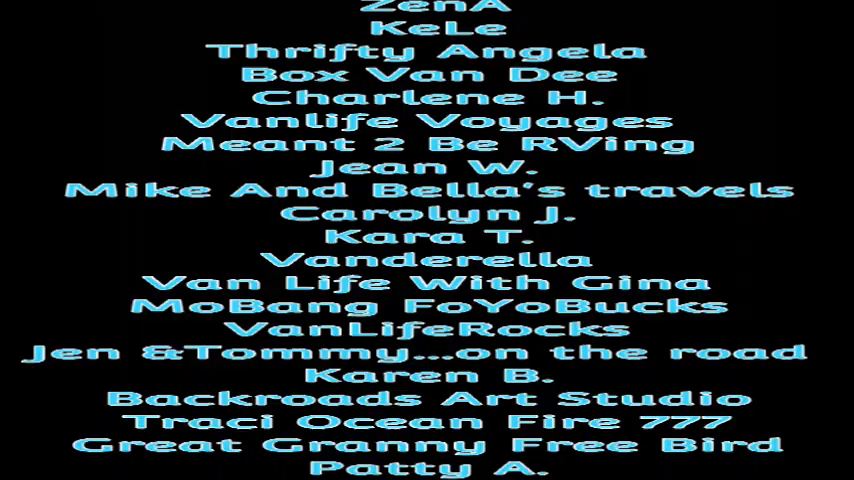 ZenA
KeLe
Thrifty Angela
Box Van Dee
Charlene H.
Vanlife Voyages
Meant 2 Be RVing
Jean W.
Mike And Bella's travels
Carolyn J.
Kara T.
Vanderella
Van Life With Gina
MoBang FoYoBucks
VanLifeRocks
Jen &Tommy...on the road
Karen B.
Backroads Art Studio
Traci Ocean Fire 777
Great Granny Free Bird
Patty A.